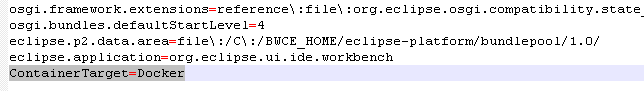 osgi.framework.extensions=reference\:file\:org.eclipse.osgi.compatibility.state_
osgi.bundles.defaultStartLevel=4
eclipse.p2.data.area=file\:/C\:/BWCE_HOME/eclipse-platform/bundlepool/1.0/
eclipse.application=org.eclipse.ui.ide.workbench
ContainerTarget=Docker